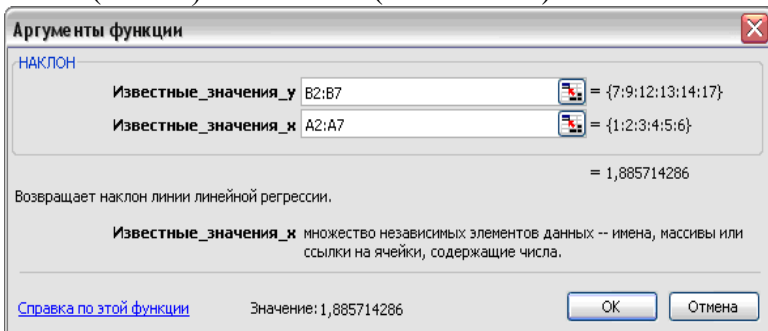 Аргументы функции
НАКЛОН
Известные_значения_y B2:B7 = {7:9:12:13:14:17}
Известные_значения_x A2:A7 = {1:2:3:4:5:6}
= 1,885714286
Возвращает наклон линии линейной регрессии.
Известные_значения_x множество независимых элементов данных -- имена, массивы или
ссылки на ячейки, содержащие числа.
Справка по этой функции Значение:1,885714286 ОК Отмена